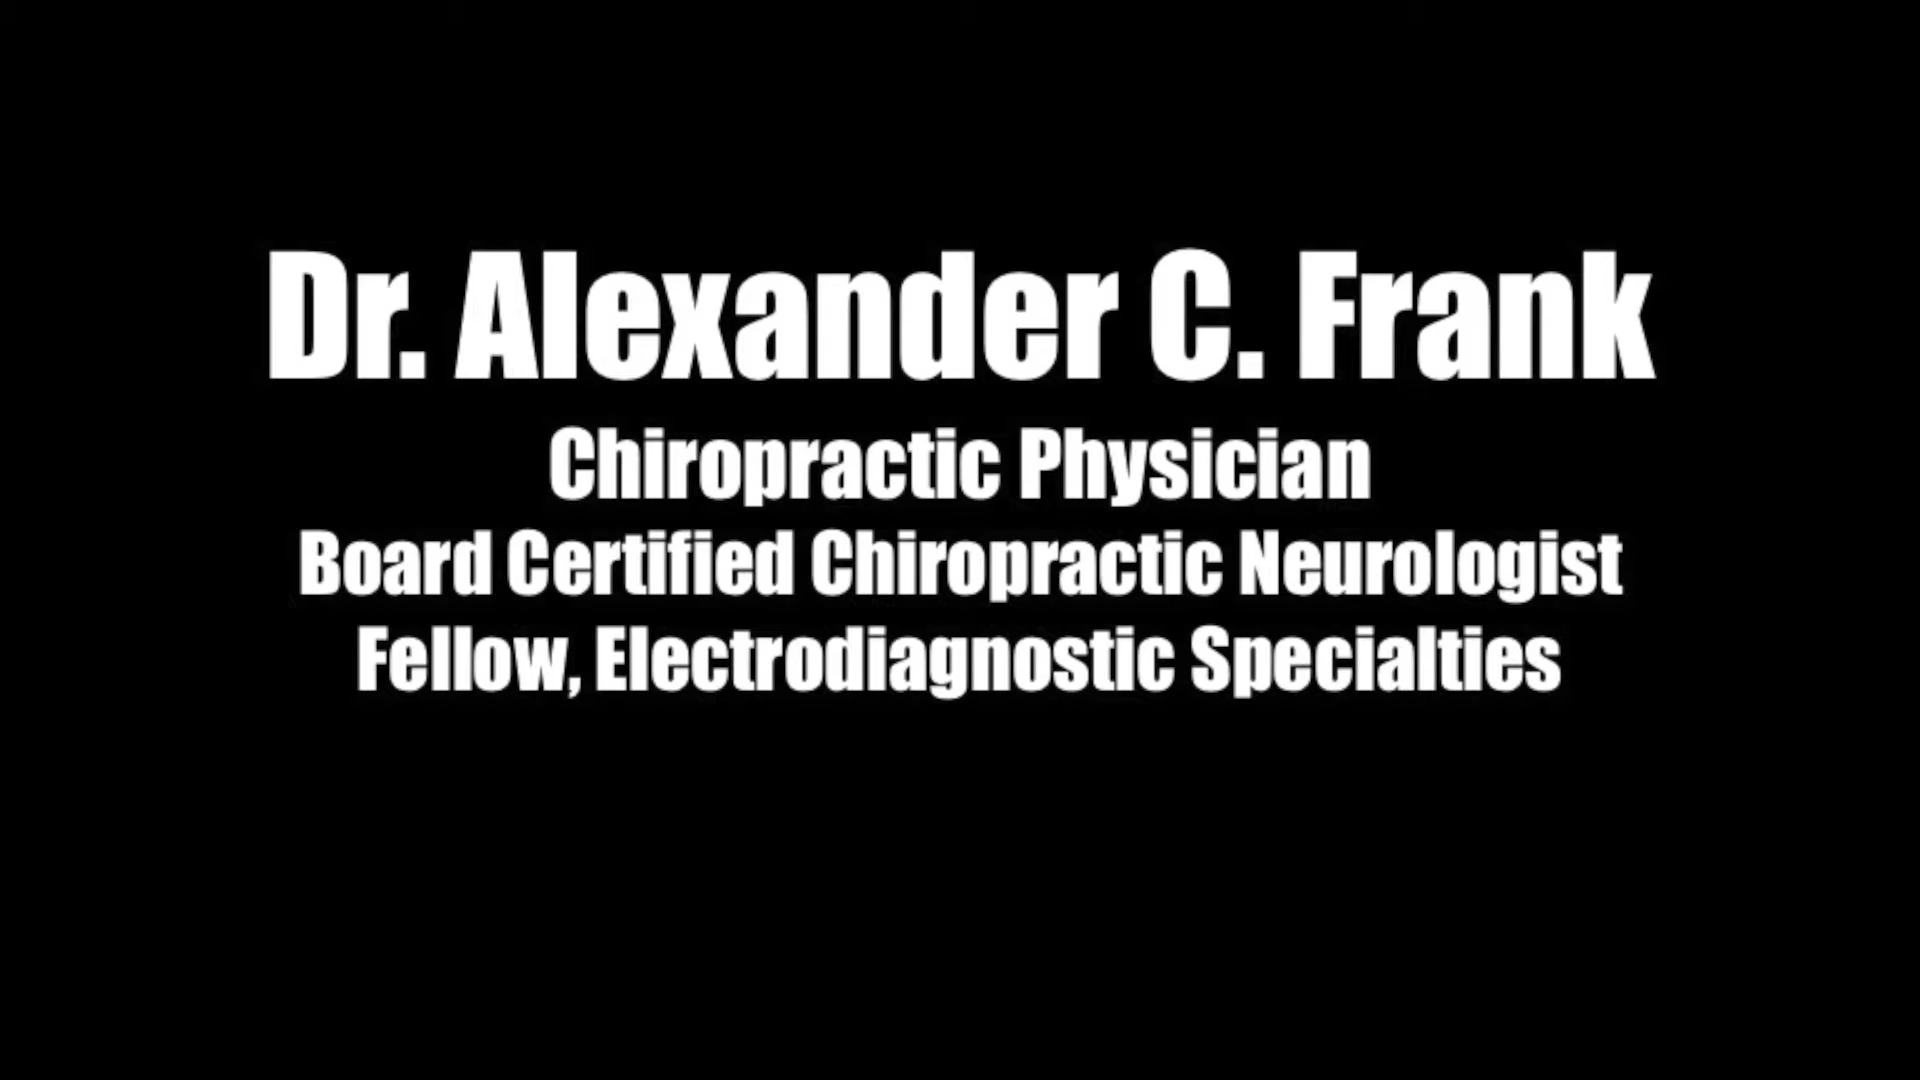 Dr. Alexander C. Frank
Chiropractic Physician
Board Certified Chiropractic Neurologist
Fellow, Electrodiagnostic Specialties